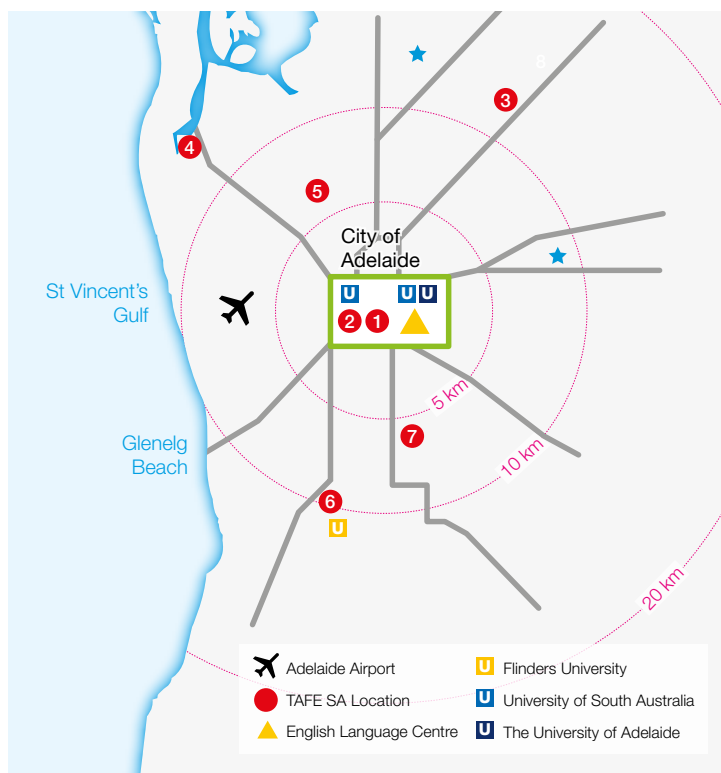 8
3
4
5
City of
Adelaide
U
U
U
St Vincent's
Gulf
2
1
5 km
Glenelg
Beach
7
10 km
6
U
20 km
Adelaide Airport
TAFE SA Location
English Language Centre
U Flinders University
U University of South Australia
U The University of Adelaide